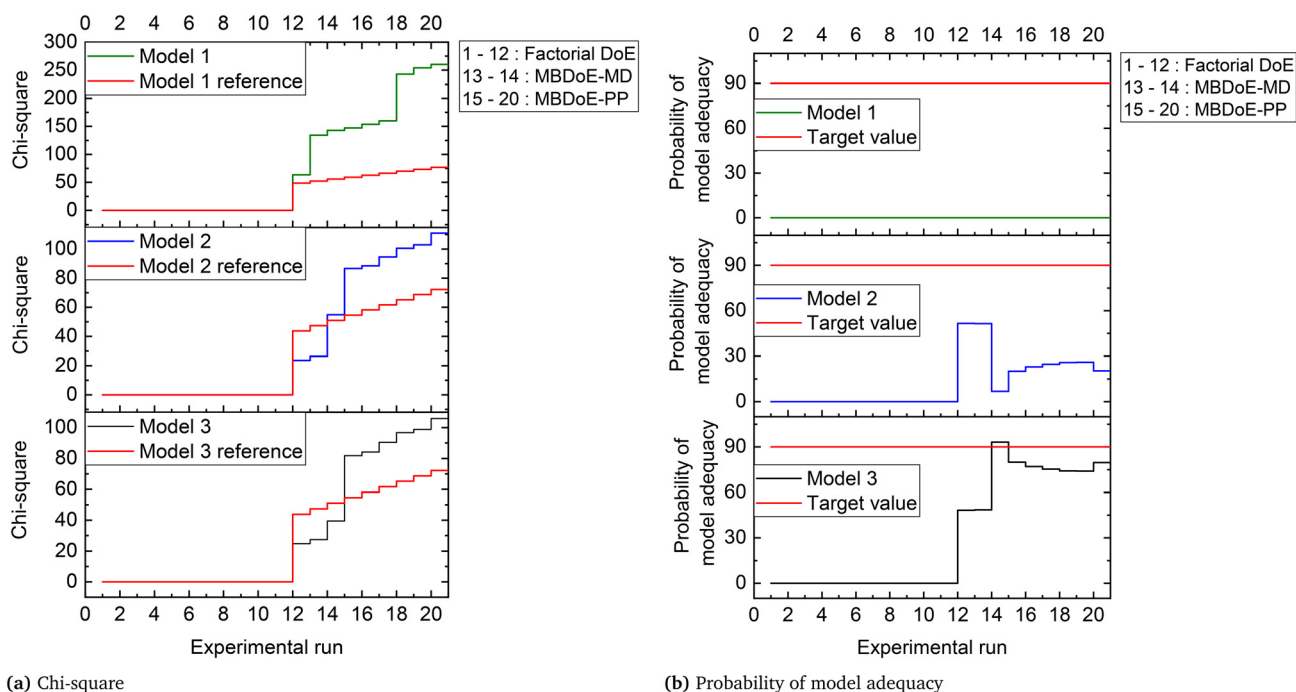 0 2 4 6 8 10 12 14 16 18 20
300
250
200
150
100
50
0
Chi-square
Model 1
Model 1 reference
1 - 12 : Factorial DoE
13 - 14 : MBDoE-MD
15 - 20 : MBDoE-PP
100
80
60
40
20
0
Chi-square
Model 2
Model 2 reference
100
80
60
40
20
0
Chi-square
Model 3
Model 3 reference
0 2 4 6 8 10 12 14 16 18 20
Experimental run
(a) Chi-square
0 2 4 6 8 10 12 14 16 18 20
90
60
30
0
Probability of
model adequacy
Model 1
Target value
1 - 12 : Factorial DoE
13 - 14 : MBDoE-MD
15 - 20 : MBDoE-PP
90
60
30
0
Probability of
model adequacy
Model 2
Target value
90
60
30
0
Probability of
model adequacy
Model 3
Target value
0 2 4 6 8 10 12 14 16 18 20
Experimental run
(b) Probability of model adequacy